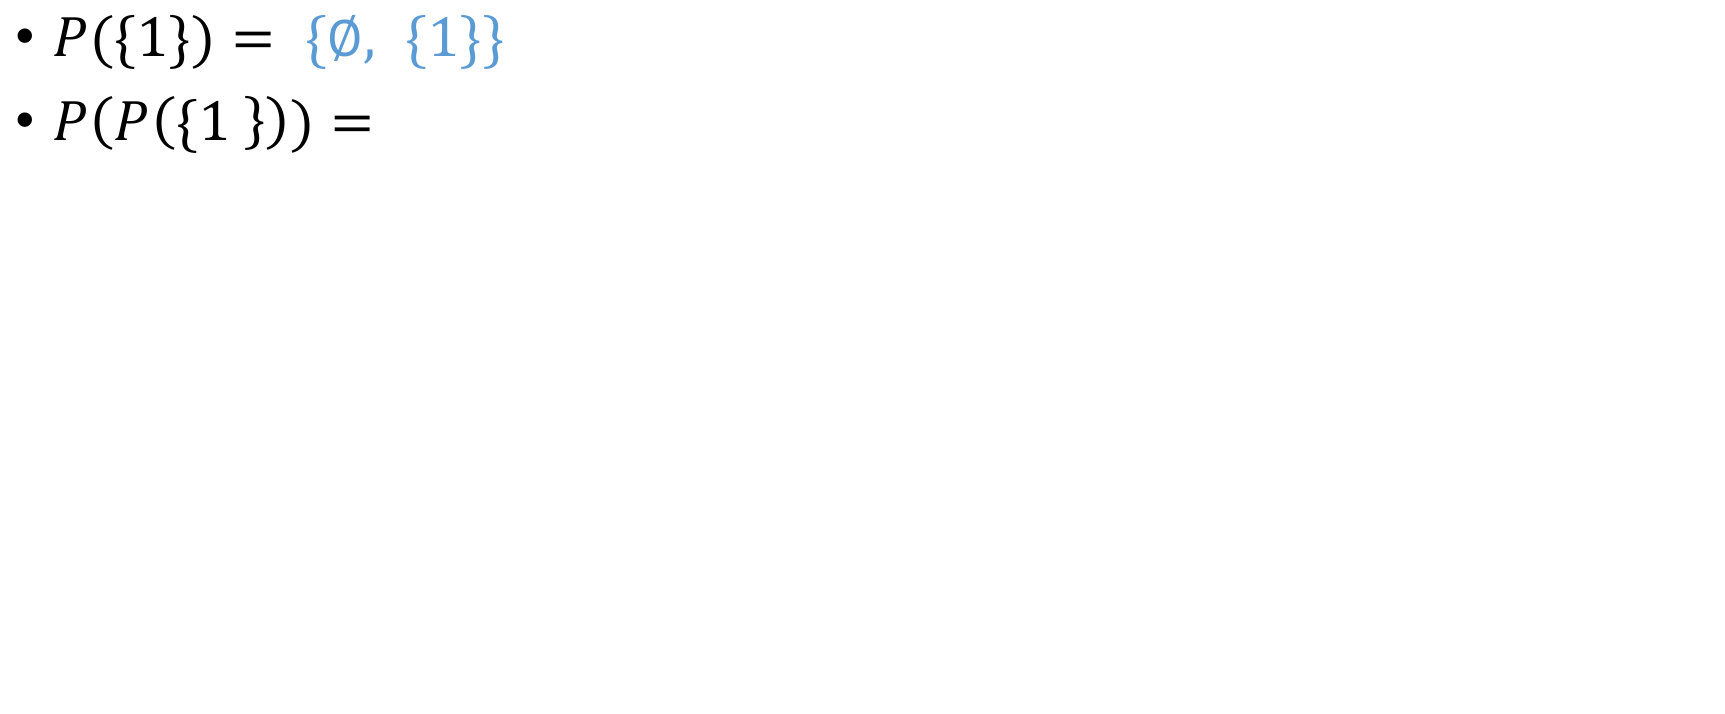 • P({1}) = {∅, {1}}
• P(P({1 })) =